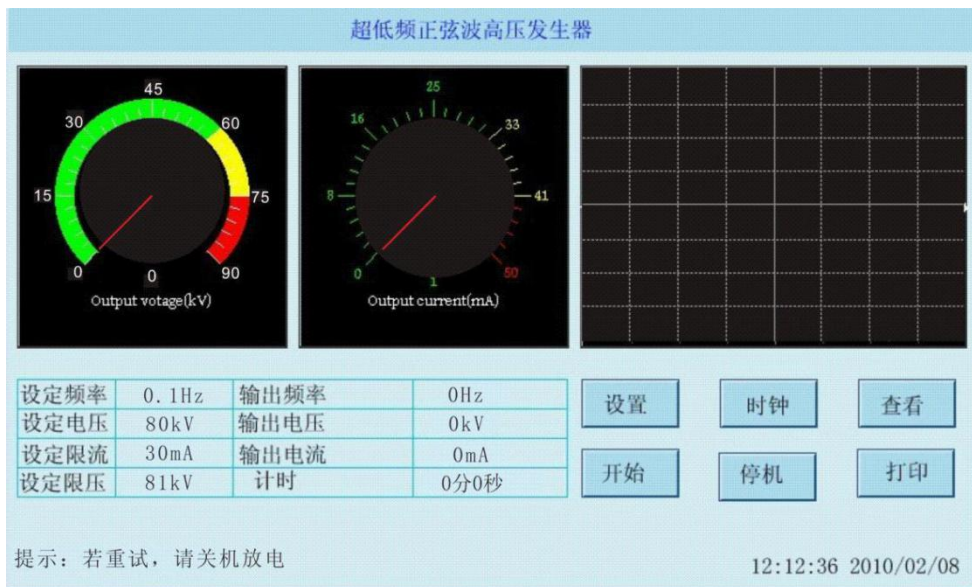 超低频正弦波高压发生器
45
30
60
15
75
0
0
90
Output votage(kV)
25
16
33
8
41
0
1
50
Output current(mA)
设定频率 0.1Hz 输出频率 0Hz
设定电压 80kV 输出电压 0kV
设定限流 30mA 输出电流 0mA
设定限压 81kV 计时 0分0秒
设置 时钟 查看
开始 停机 打印
提示：若重试，请关机放电
12:12:36 2010/02/08